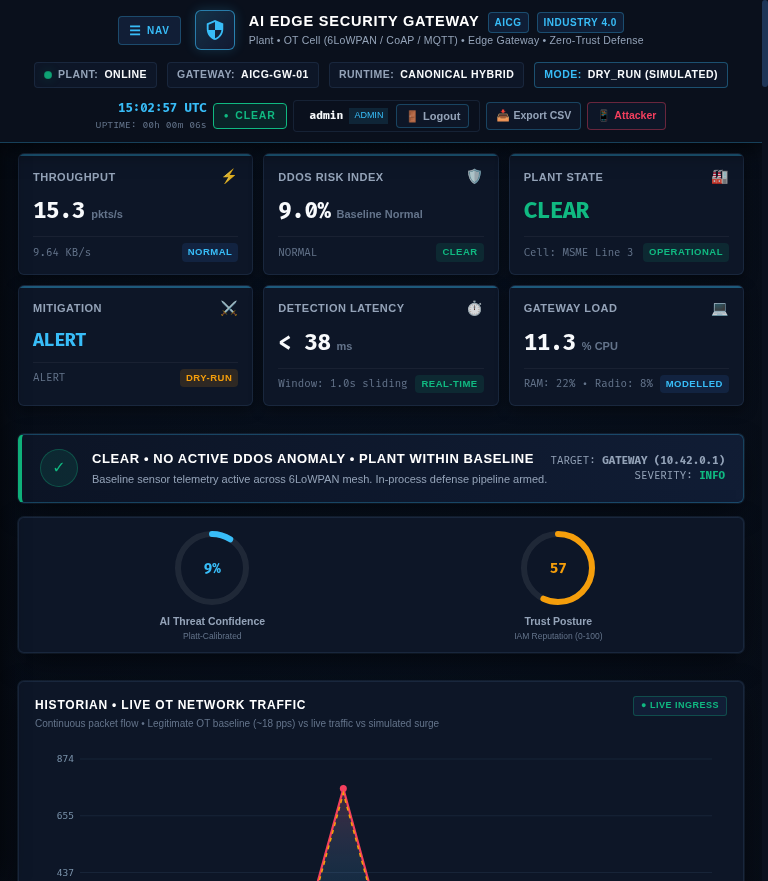 ☰ NAV
AI EDGE SECURITY GATEWAY AICG INDUSTRY 4.0
Plant • OT Cell (6LoWPAN / CoAP / MQTT) • Edge Gateway • Zero-Trust Defense
PLANT: ONLINE GATEWAY: AICG-GW-01 RUNTIME: CANONICAL HYBRID MODE: DRY_RUN (SIMULATED)
15:02:57 UTC
UPTIME: 00h 00m 06s
• CLEAR
admin ADMIN Logout Export CSV Attacker
THROUGHPUT
15.3 pkts/s
9.64 KB/s NORMAL
DDOS RISK INDEX
9.0% Baseline Normal
NORMAL CLEAR
PLANT STATE
CLEAR
Cell: MSME Line 3 OPERATIONAL
MITIGATION
ALERT
ALERT DRY-RUN
DETECTION LATENCY
< 38 ms
Window: 1.0s sliding REAL-TIME
GATEWAY LOAD
11.3 % CPU
RAM: 22% • Radio: 8% MODELLED
✓
CLEAR • NO ACTIVE DDOS ANOMALY • PLANT WITHIN BASELINE
Baseline sensor telemetry active across 6LoWPAN mesh. In-process defense pipeline armed.
TARGET: GATEWAY (10.42.0.1)
SEVERITY: INFO
9%
AI Threat Confidence
Platt-Calibrated
57
Trust Posture
IAM Reputation (0-100)
HISTORIAN • LIVE OT NETWORK TRAFFIC
Continuous packet flow • Legitimate OT baseline (~18 pps) vs live traffic vs simulated surge
● LIVE INGRESS
874
655
437